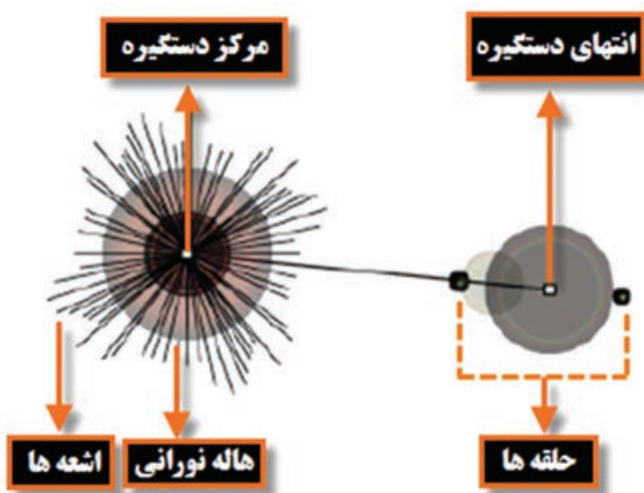 انتهای دستگیره
مرکز دستگیره
حلقه ها
هاله نورانی
اشعه ها